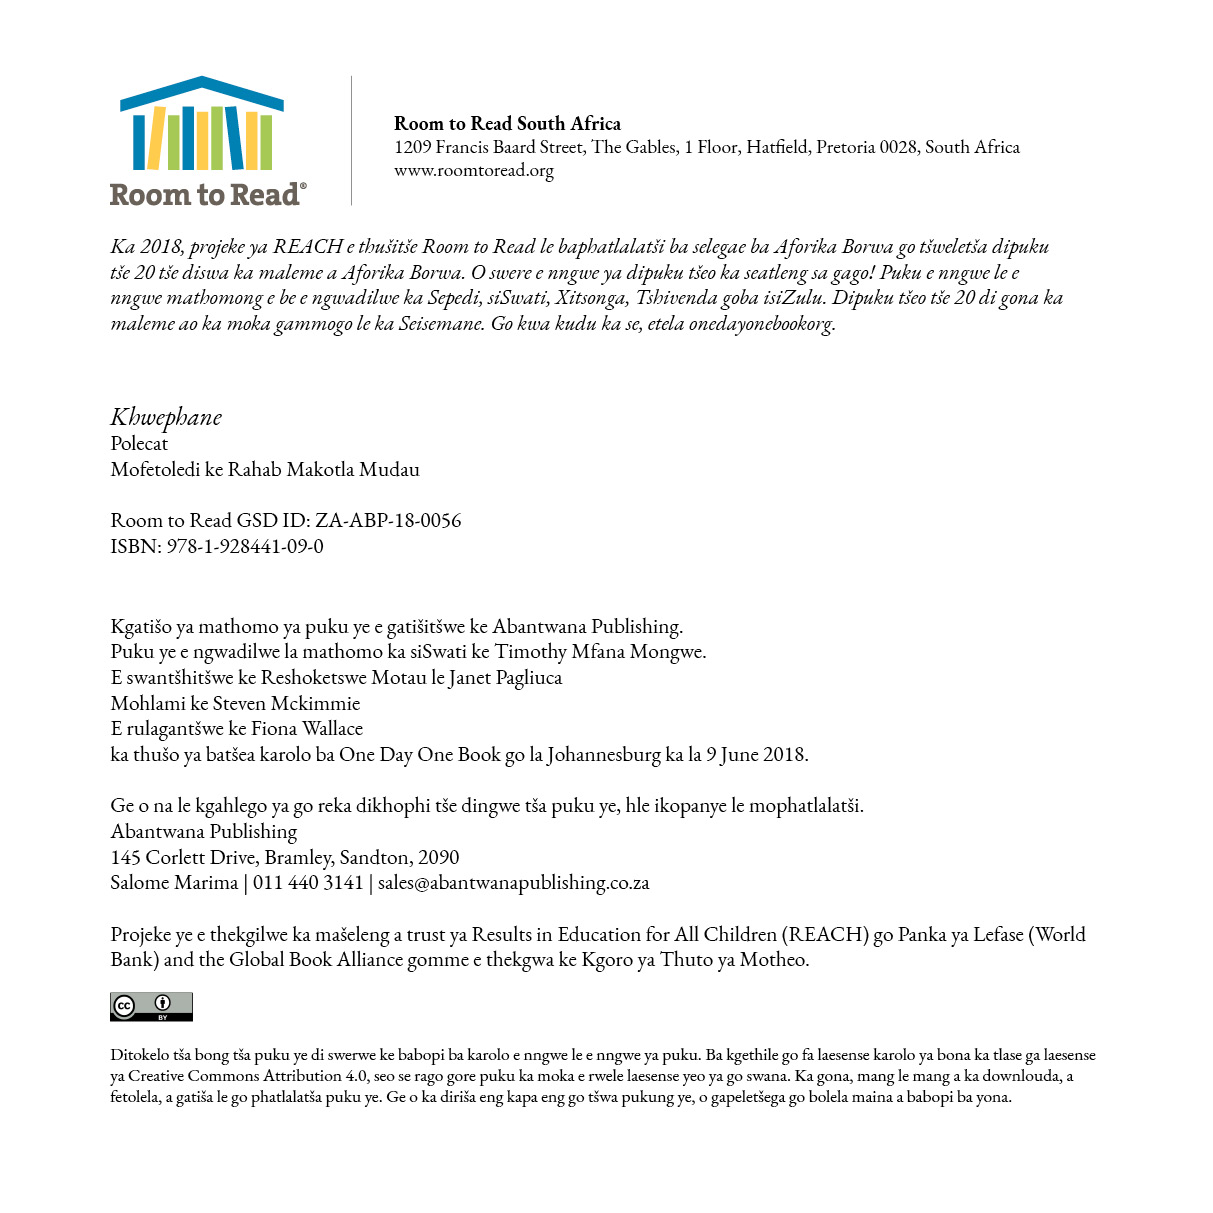 Room to Read®
Room to Read South Africa
1209 Francis Baard Street, The Gables, 1 Floor, Hatfield, Pretoria 0028, South Africa
www.roomtoread.org
Ka 2018, projeke ya REACH e thušitše Room to Read le baphatlalatši ba selegae ba Aforika Borwa go tšweletša dipuku
tše 20 tše diswa ka maleme a Aforika Borwa. O swere e nngwe ya dipuku tšeo ka seatleng sa gago! Puku e nngwe le e
nngwe mathomong e be e ngwadilwe ka Sepedi, siSwati, Xitsonga, Tshivenda goba isiZulu. Dipuku tšeo tše 20 di gona ka
maleme ao ka moka gammogo le ka Seisemane. Go kwa kudu ka se, etela onedayonebookorg.
Khwephane
Polecat
Mofetoledi ke Rahab Makotla Mudau
Room to Read GSD ID: ZA-ABP-18-0056
ISBN: 978-1-928441-09-0
Kgatišo ya mathomo ya puku ye e gatišitšwe ke Abantwana Publishing.
Puku ye e ngwadilwe la mathomo ka siSwati ke Timothy Mfana Mongwe.
E swantšhitšwe ke Reshoketswe Motau le Janet Pagliuca
Mohlami ke Steven Mckimmie
E rulagantšwe ke Fiona Wallace
ka thušo ya batšea karolo ba One Day One Book go la Johannesburg ka la 9 June 2018.
Ge o na le kgahlego ya go reka dikhophi tše dingwe tša puku ye, hle ikopanye le mophatlalatši.
Abantwana Publishing
145 Corlett Drive, Bramley, Sandton, 2090
Salome Marima | 011 440 3141 | sales@abantwanapublishing.co.za
Projeke ye e thekgilwe ka mašeleng a trust ya Results in Education for All Children (REACH) go Panka ya Lefase (World
Bank) and the Global Book Alliance gomme e thekgwa ke Kgoro ya Thuto ya Motheo.
cc BY
Ditokelo tša bong tša puku ye di swerwe ke babopi ba karolo e nngwe le e nngwe ya puku. Ba kgethile go fa laesense karolo ya bona ka tlase ga laesense
ya Creative Commons Attribution 4.0, seo se rago gore puku ka moka e rwele laesense yeo ya go swana. Ka gona, mang le mang a ka downlouda, a
fetolela, a gatiša le go phatlalatša puku ye. Ge o ka diriša eng kapa eng go tšwa pukung ye, o gapeletšega go bolela maina a babopi ba yona.